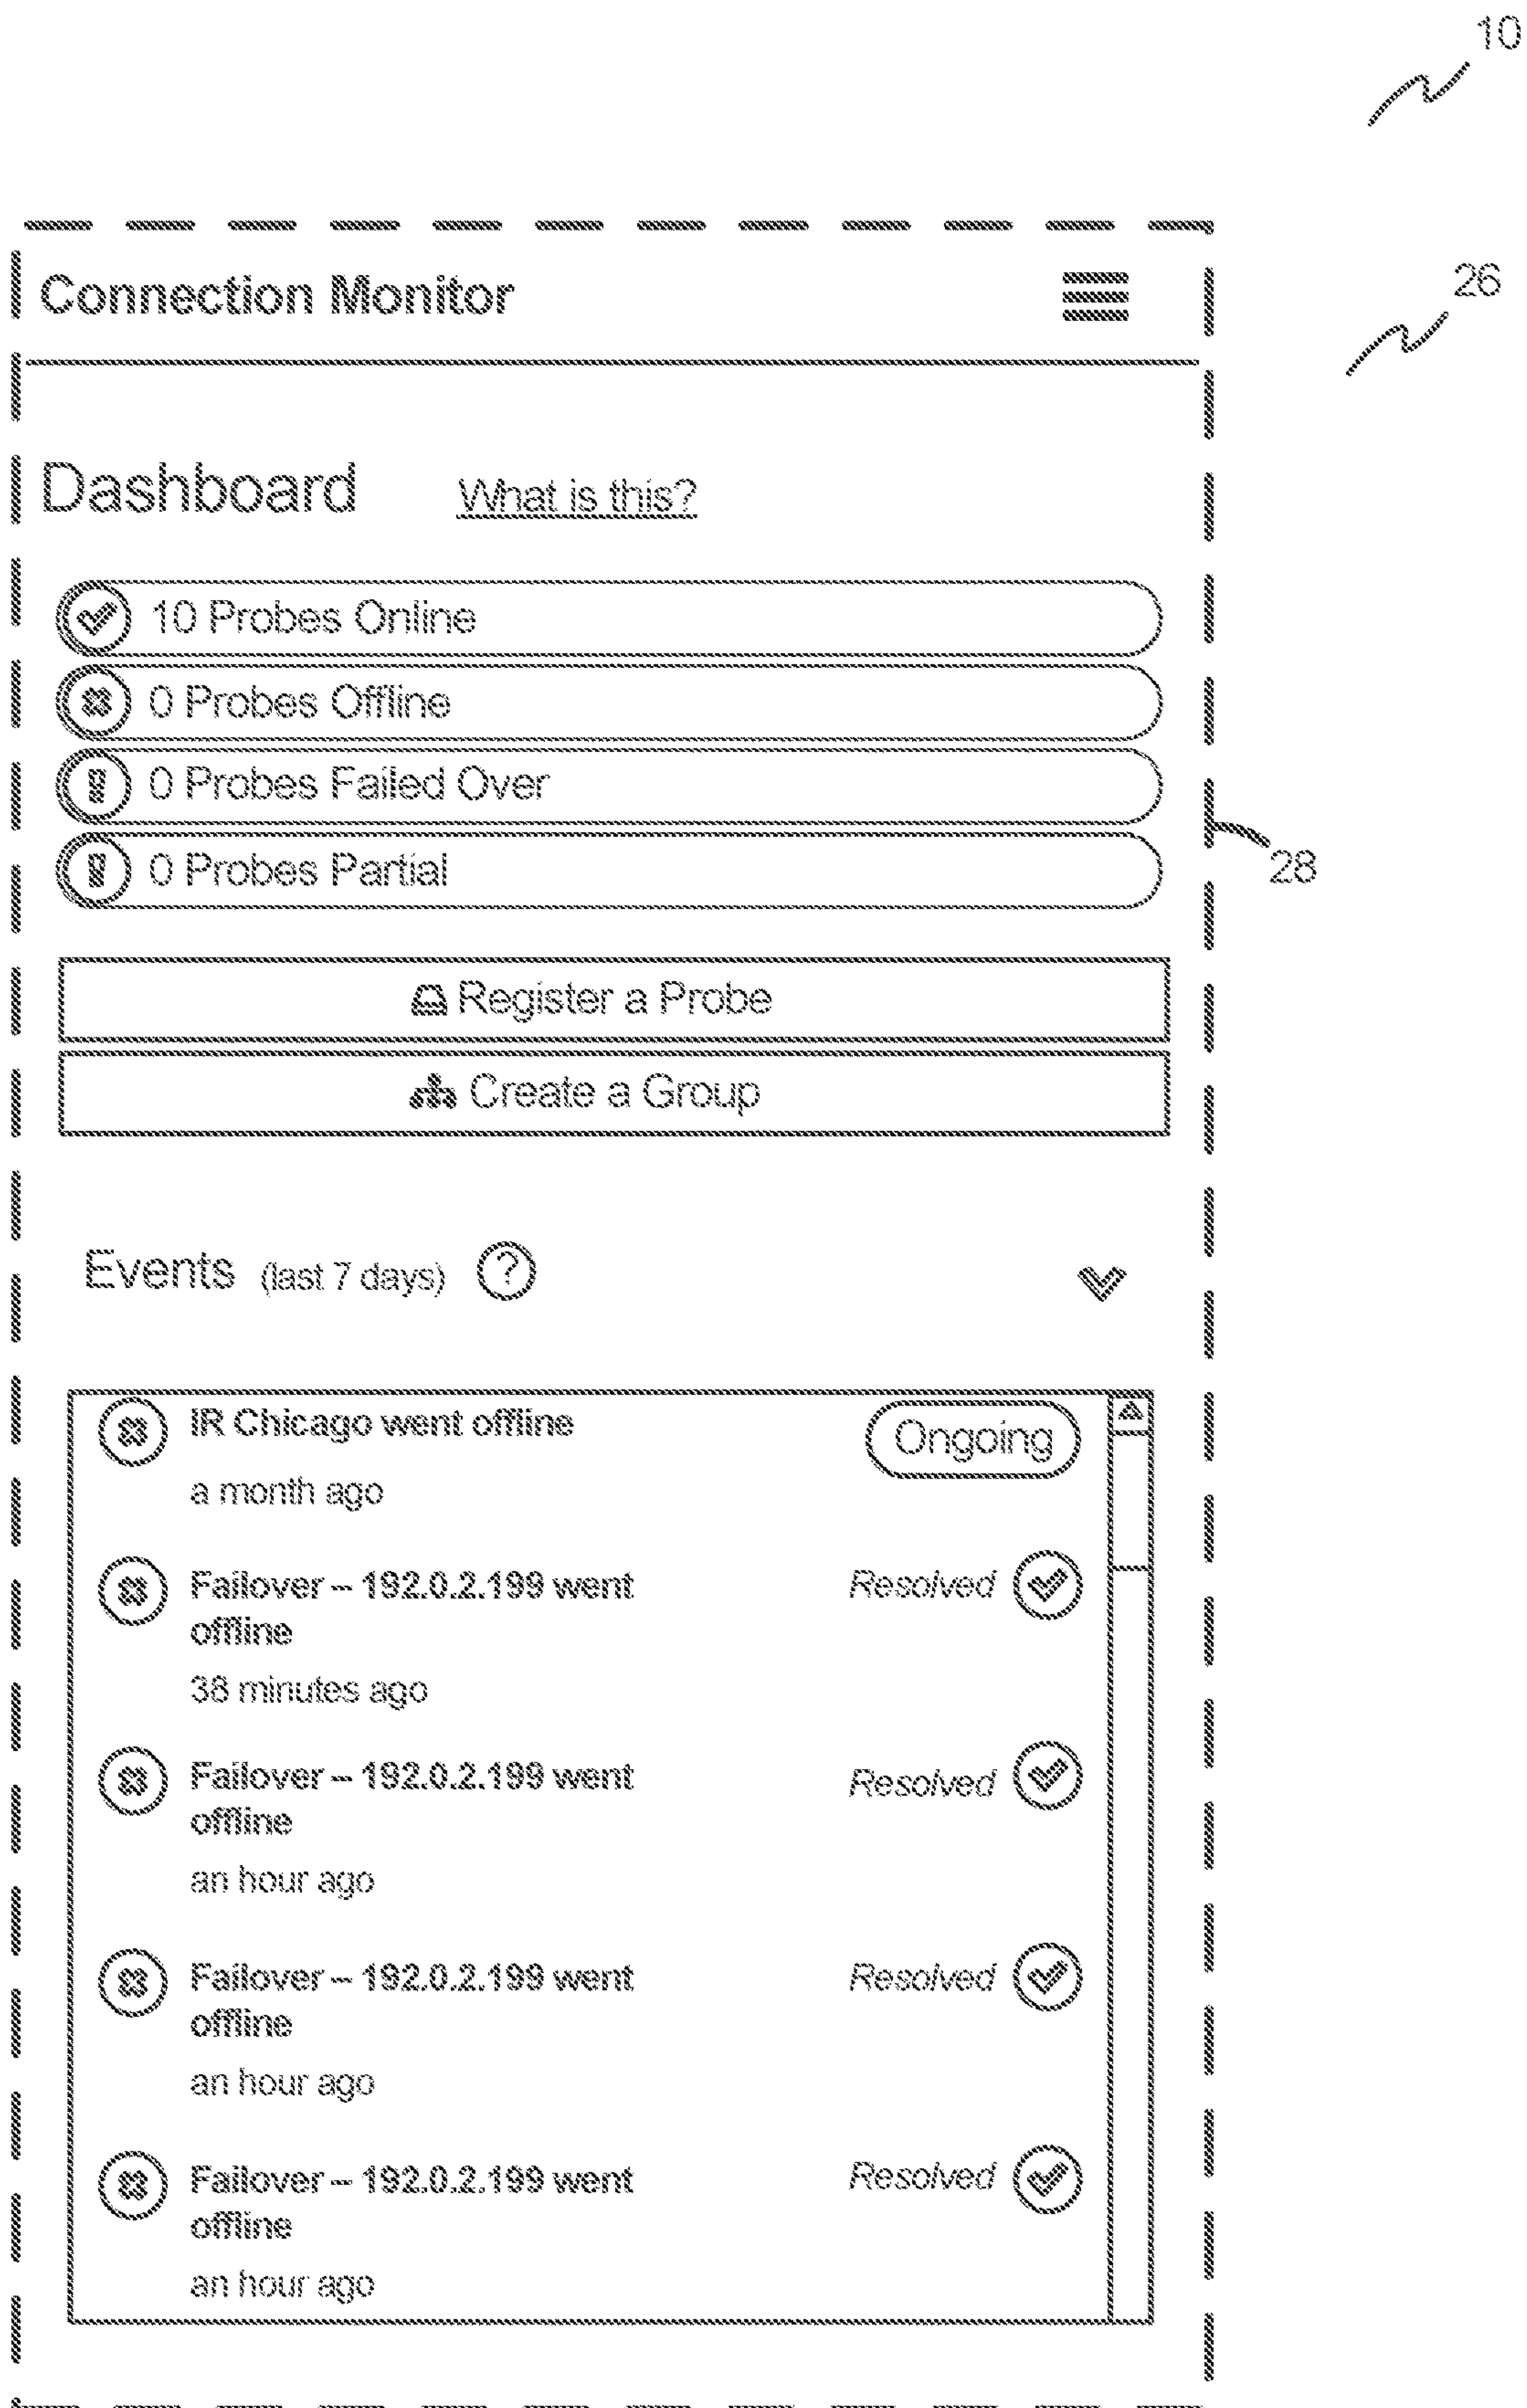 10
Connection Monitor
26
Dashboard What is this?
10 Probes Online
0 Probes Offline
0 Probes Failed Over
0 Probes Partial
28
Register a Probe
Create a Group
Events (last 7 days) ?
IR Chicago went offline Ongoing
a month ago
Failover – 192.0.2.199 went Resolved
offline
38 minutes ago
Failover – 192.0.2.199 went Resolved
offline
an hour ago
Failover – 192.0.2.199 went Resolved
offline
an hour ago
Failover – 192.0.2.199 went Resolved
offline
an hour ago